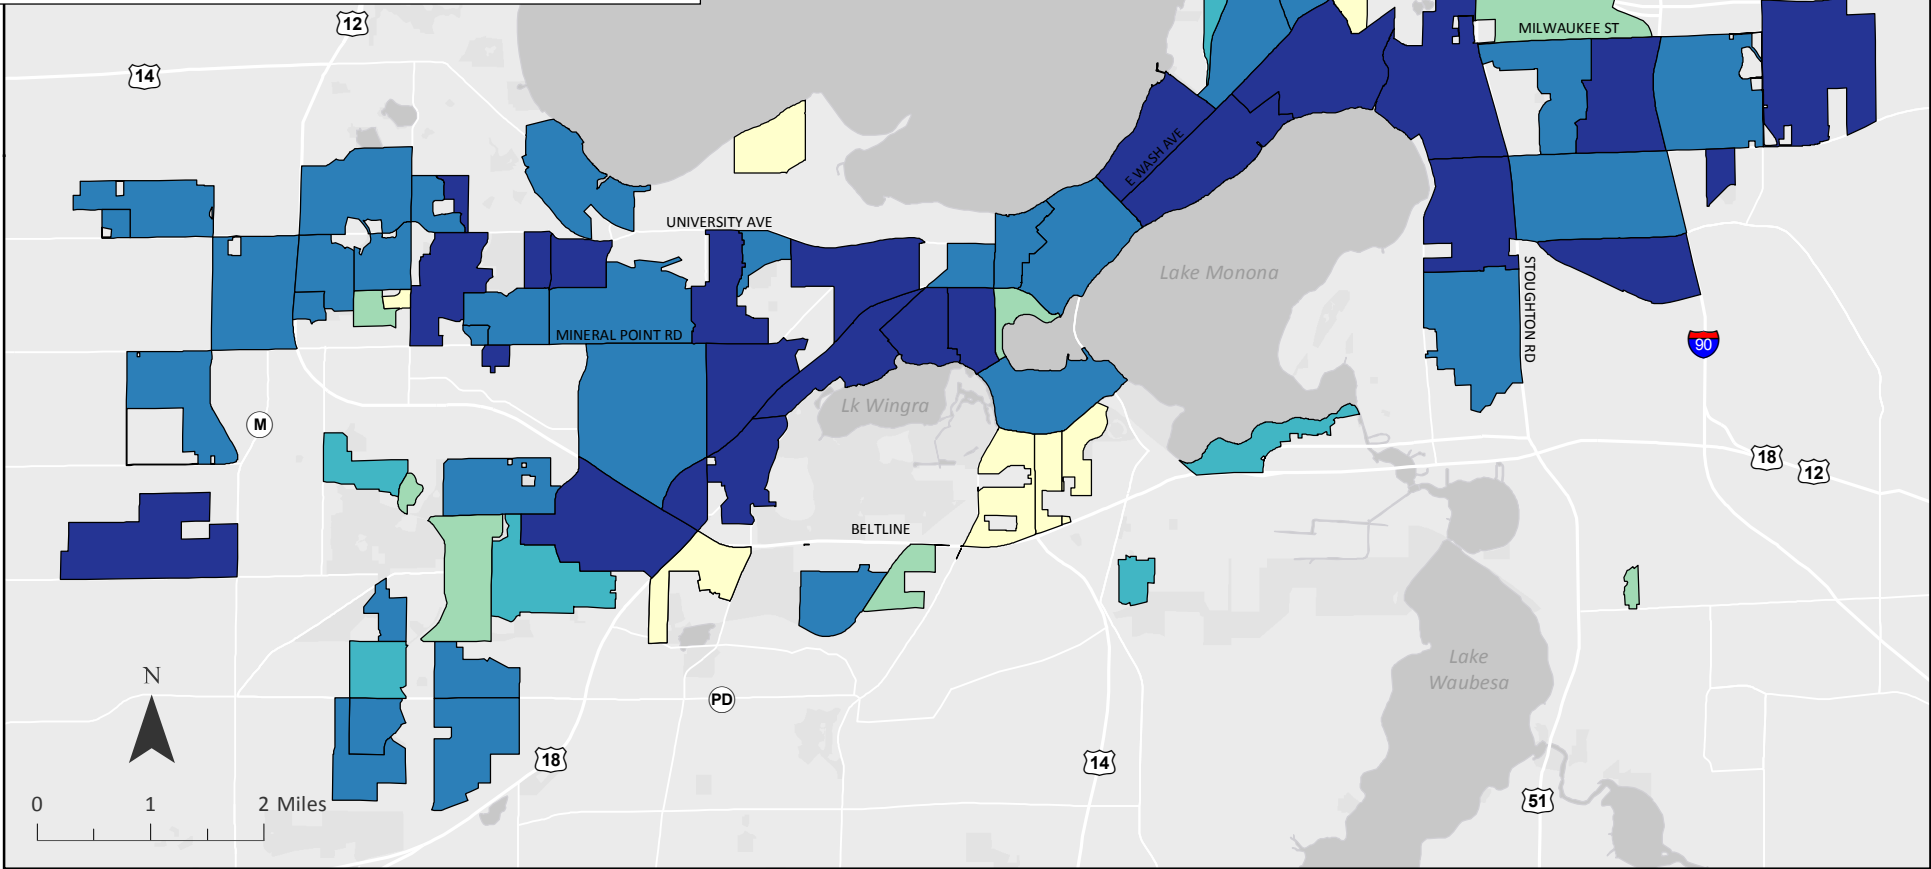 12
MILWAUKEE ST
14
E WASH AVE
UNIVERSITY AVE
Lake Monona
STOUGHTON RD
MINERAL POINT RD
90
Lk Wingra
M
18
12
BELTLINE
Lake
Waubesa
N
PD
18
14
51
0 1 2 Miles